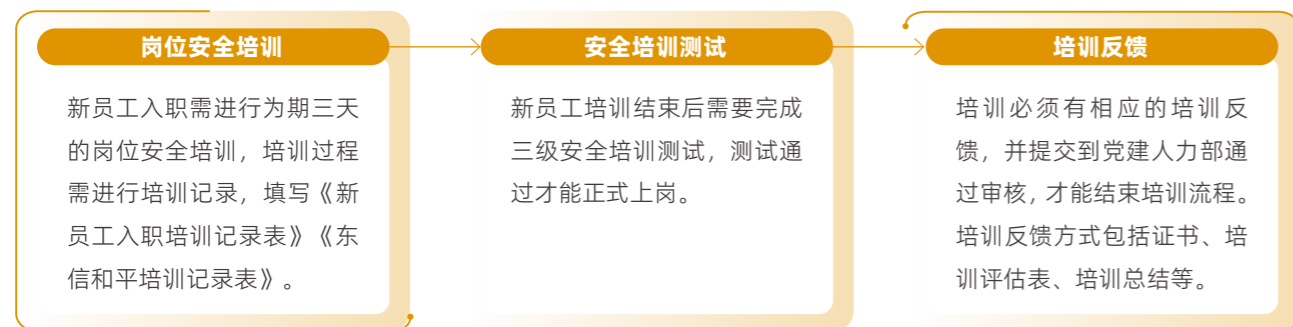 岗位安全培训
新员工入职需进行为期三天
的岗位安全培训，培训过程
需进行培训记录，填写《新
员工入职培训记录表》《东
信和平培训记录表》。
安全培训测试
新员工培训结束后需要完成
三级安全培训测试，测试通
过才能正式上岗。
培训反馈
培训必须有相应的培训反
馈，并提交到党建人力部通
过审核，才能结束培训流程。
培训反馈方式包括证书、培
训评估表、培训总结等。